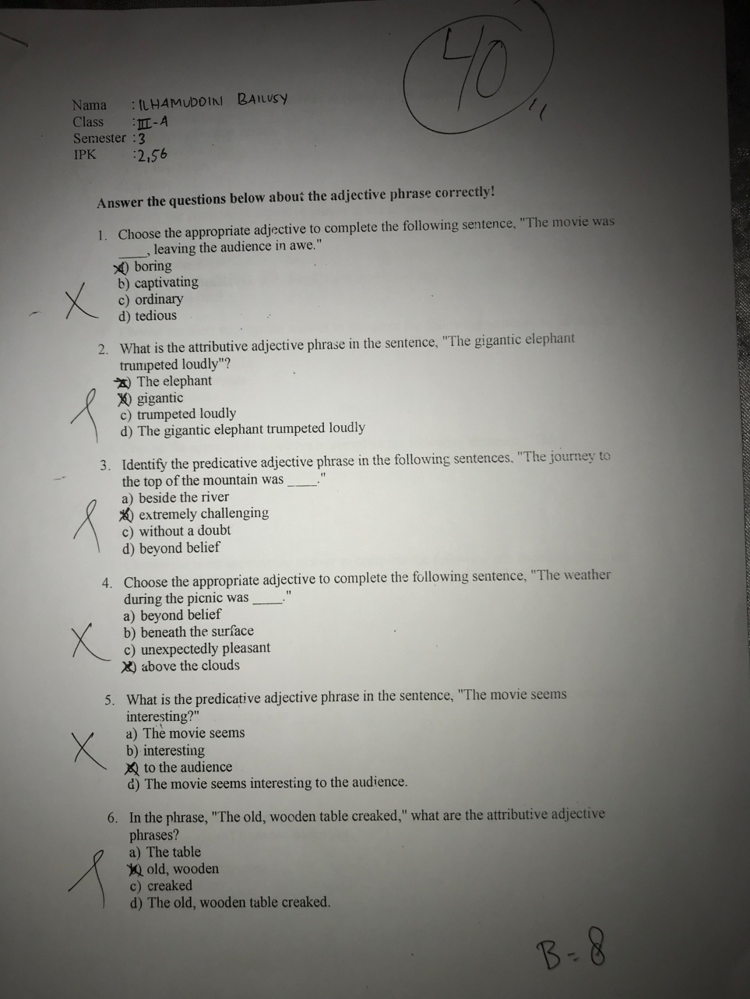 40
Nama : ILHAMUDDIN BAILUSY
Class : III-A
Semester : 3
IPK : 2,56
Answer the questions below about the adjective phrase correctly!
1. Choose the appropriate adjective to complete the following sentence, "The movie was
____, leaving the audience in awe."
a) boring
b) captivating
c) ordinary
d) tedious
2. What is the attributive adjective phrase in the sentence, "The gigantic elephant
trumpeted loudly"?
a) The elephant
b) gigantic
c) trumpeted loudly
d) The gigantic elephant trumpeted loudly
3. Identify the predicative adjective phrase in the following sentences. "The journey to
the top of the mountain was ____."
a) beside the river
b) extremely challenging
c) without a doubt
d) beyond belief
4. Choose the appropriate adjective to complete the following sentence, "The weather
during the picnic was ____."
a) beyond belief
b) beneath the surface
c) unexpectedly pleasant
d) above the clouds
5. What is the predicative adjective phrase in the sentence, "The movie seems
interesting?"
a) The movie seems
b) interesting
c) to the audience
d) The movie seems interesting to the audience.
6. In the phrase, "The old, wooden table creaked," what are the attributive adjective
phrases?
a) The table
b) old, wooden
c) creaked
d) The old, wooden table creaked.
B = 8